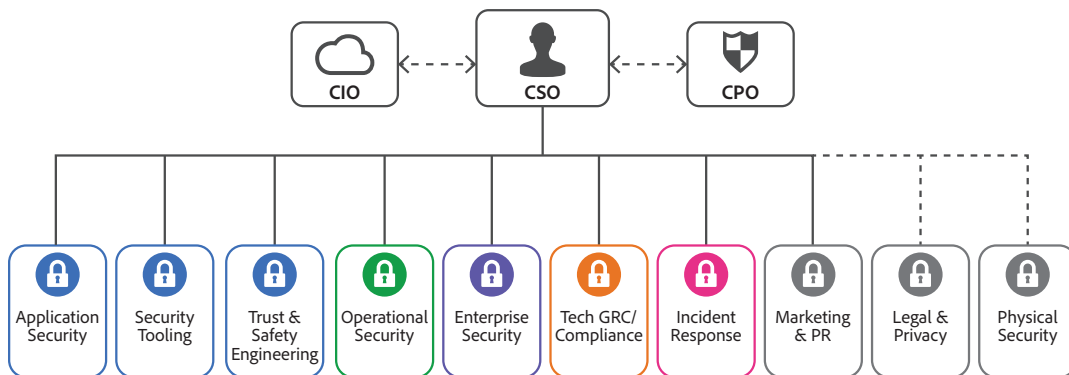 CIO
CSO
CPO
Application
Security
Security
Tooling
Trust &
Safety
Engineering
Operational
Security
Enterprise
Security
Tech GRC/
Compliance
Incident
Response
Marketing
& PR
Legal &
Privacy
Physical
Security